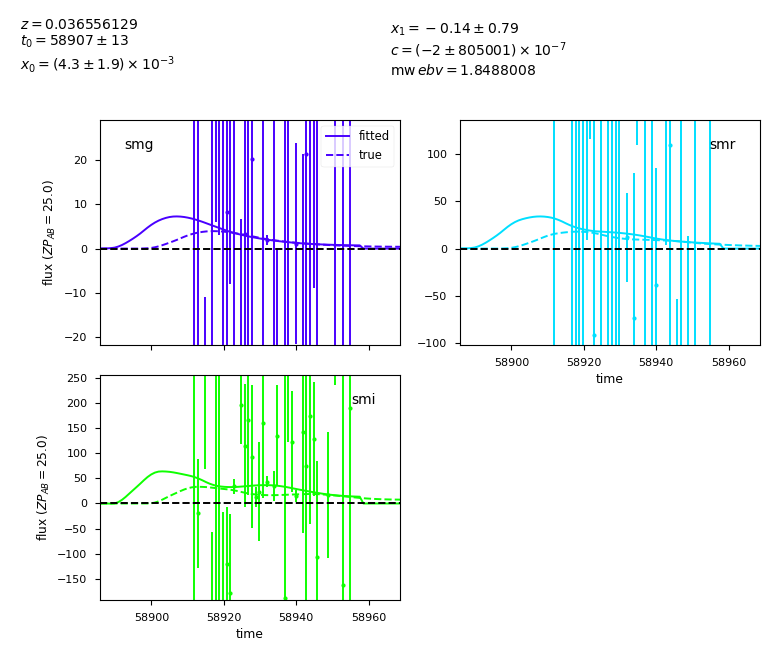 z = 0.036556129
t₀ = 58907 ± 13
x₀ = (4.3 ± 1.9) × 10⁻³
x₁ = −0.14 ± 0.79
c = (−2 ± 805001) × 10⁻⁷
mw ebv = 1.8488008
smg
fitted
true
20
10
0
−10
−20
flux (ZP_AB = 25.0)
smr
100
50
0
−50
−100
58900 58920 58940 58960
time
smi
250
200
150
100
50
0
−50
−100
−150
flux (ZP_AB = 25.0)
58900 58920 58940 58960
time